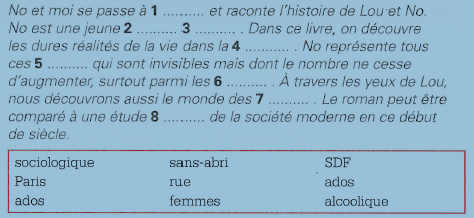 No et moi se passe à 1 .......... et raconte l'histoire de Lou et No.
No est une jeune 2 .......... 3 .......... . Dans ce livre, on découvre
les dures réalités de la vie dans la 4 .......... . No représente tous
ces 5 .......... qui sont invisibles mais dont le nombre ne cesse
d'augmenter, surtout parmi les 6 .......... . À travers les yeux de Lou,
nous découvrons aussi le monde des 7 .......... . Le roman peut être
comparé à une étude 8 .......... de la société moderne en ce début
de siècle.
sociologique sans-abri SDF
Paris rue ados
ados femmes alcoolique